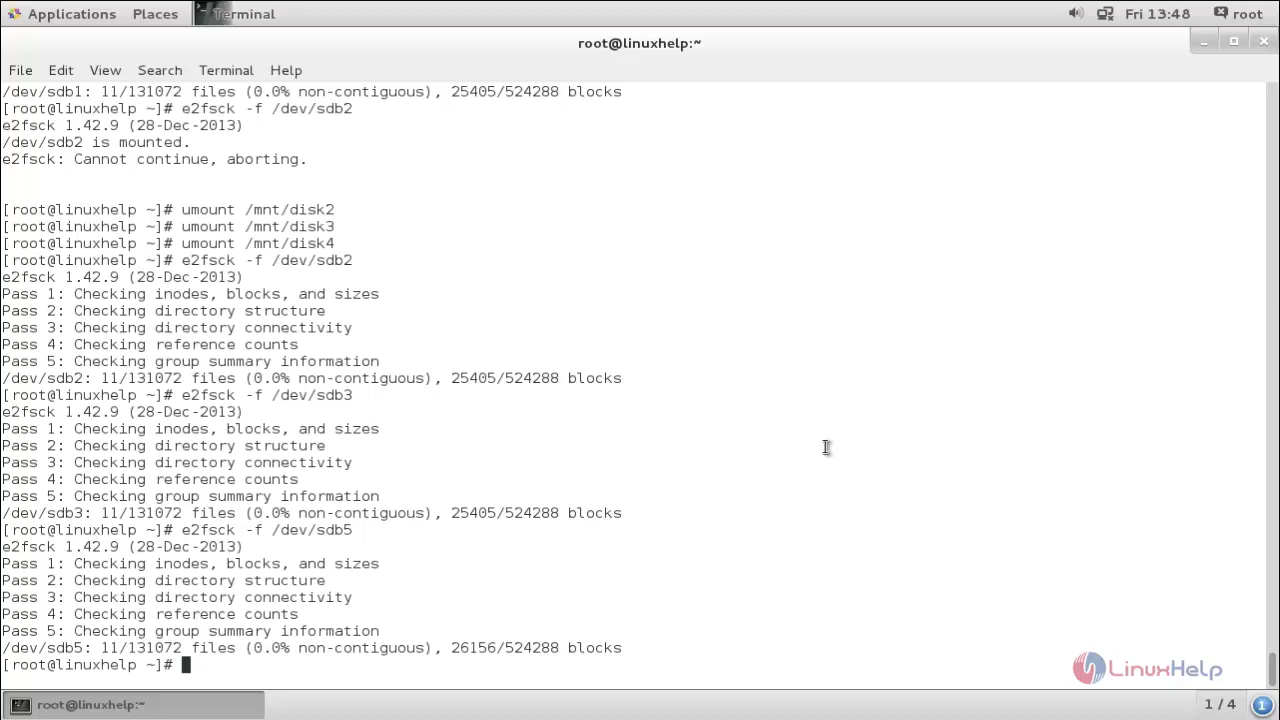 Applications Places Terminal Fri 13:48 root
root@linuxhelp:~
File Edit View Search Terminal Help
/dev/sdb1: 11/131072 files (0.0% non-contiguous), 25405/524288 blocks
[root@linuxhelp ~]# e2fsck -f /dev/sdb2
e2fsck 1.42.9 (28-Dec-2013)
/dev/sdb2 is mounted.
e2fsck: Cannot continue, aborting.
[root@linuxhelp ~]# umount /mnt/disk2
[root@linuxhelp ~]# umount /mnt/disk3
[root@linuxhelp ~]# umount /mnt/disk4
[root@linuxhelp ~]# e2fsck -f /dev/sdb2
e2fsck 1.42.9 (28-Dec-2013)
Pass 1: Checking inodes, blocks, and sizes
Pass 2: Checking directory structure
Pass 3: Checking directory connectivity
Pass 4: Checking reference counts
Pass 5: Checking group summary information
/dev/sdb2: 11/131072 files (0.0% non-contiguous), 25405/524288 blocks
[root@linuxhelp ~]# e2fsck -f /dev/sdb3
e2fsck 1.42.9 (28-Dec-2013)
Pass 1: Checking inodes, blocks, and sizes
Pass 2: Checking directory structure
Pass 3: Checking directory connectivity
Pass 4: Checking reference counts
Pass 5: Checking group summary information
/dev/sdb3: 11/131072 files (0.0% non-contiguous), 25405/524288 blocks
[root@linuxhelp ~]# e2fsck -f /dev/sdb5
e2fsck 1.42.9 (28-Dec-2013)
Pass 1: Checking inodes, blocks, and sizes
Pass 2: Checking directory structure
Pass 3: Checking directory connectivity
Pass 4: Checking reference counts
Pass 5: Checking group summary information
/dev/sdb5: 11/131072 files (0.0% non-contiguous), 26156/524288 blocks
[root@linuxhelp ~]#
LinuxHelp
root@linuxhelp:~ 1 / 4 1